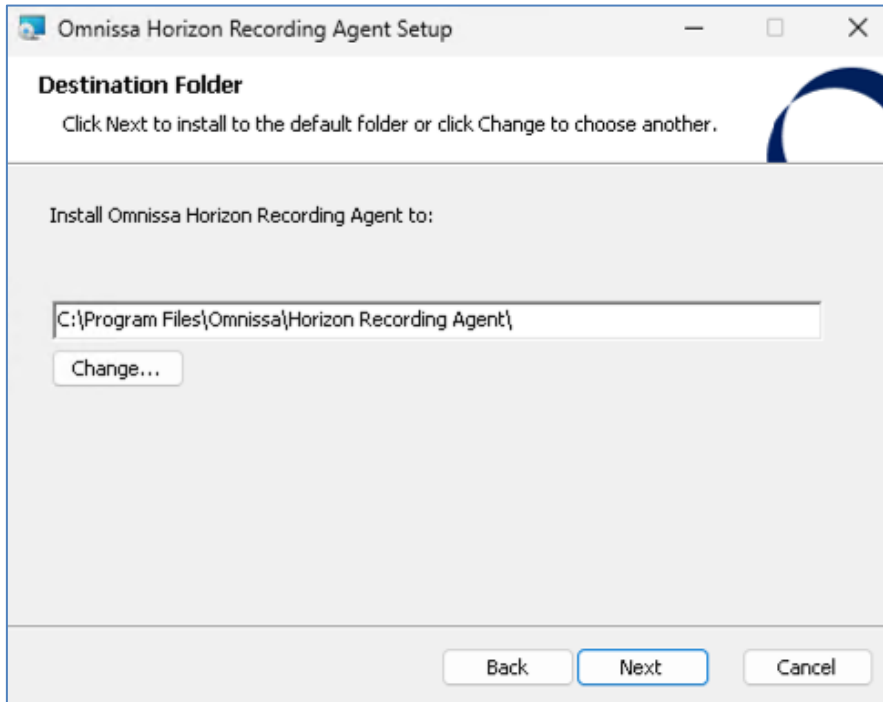 Omnissa Horizon Recording Agent Setup
Destination Folder
Click Next to install to the default folder or click Change to choose another.
Install Omnissa Horizon Recording Agent to:
C:\Program Files\Omnissa\Horizon Recording Agent\
Change...
Back Next Cancel